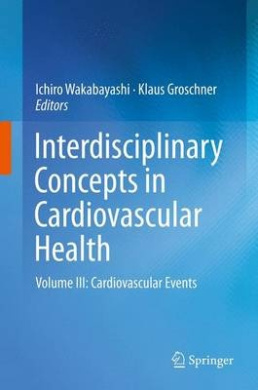 Ichiro Wakabayashi · Klaus Groschner
Editors
Interdisciplinary
Concepts in
Cardiovascular
Health
Volume III: Cardiovascular Events
Springer